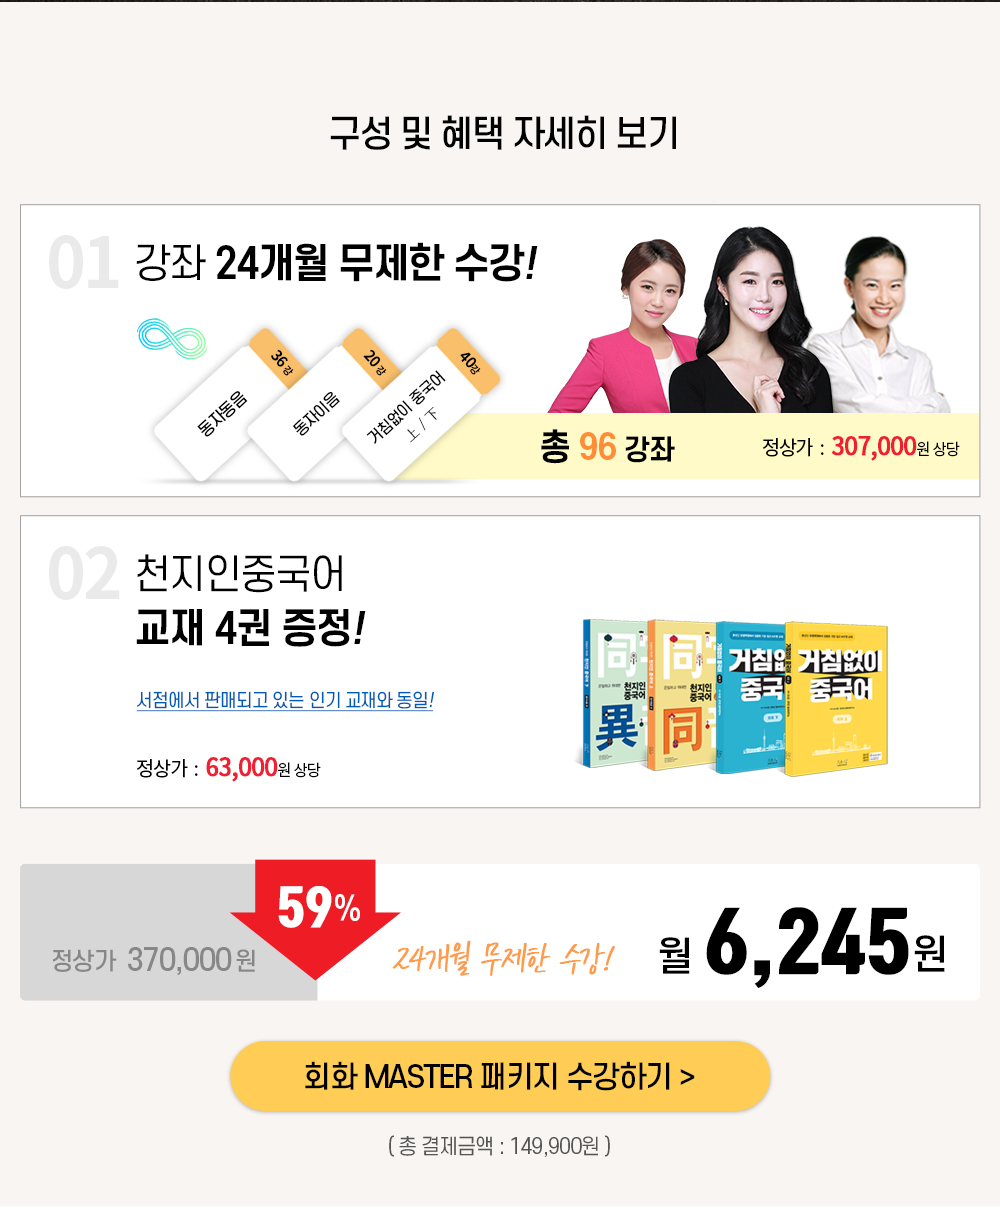 구성 및 혜택 자세히 보기
01 강좌 24개월 무제한 수강!
36강
동자동음
20강
동자이음
40강
거침없이 중국어
上 / 下
총 96 강좌
정상가 : 307,000원 상당
02 천지인중국어
교재 4권 증정!
서점에서 판매되고 있는 인기 교재와 동일!
정상가 : 63,000원 상당
同
천지인
중국어
異
同
천지인
중국어
同
거침없이
중국어
거침없이
중국어
59%
정상가 370,000원
24개월 무제한 수강!
월 6,245원
회화 MASTER 패키지 수강하기 >
( 총 결제금액 : 149,900원 )